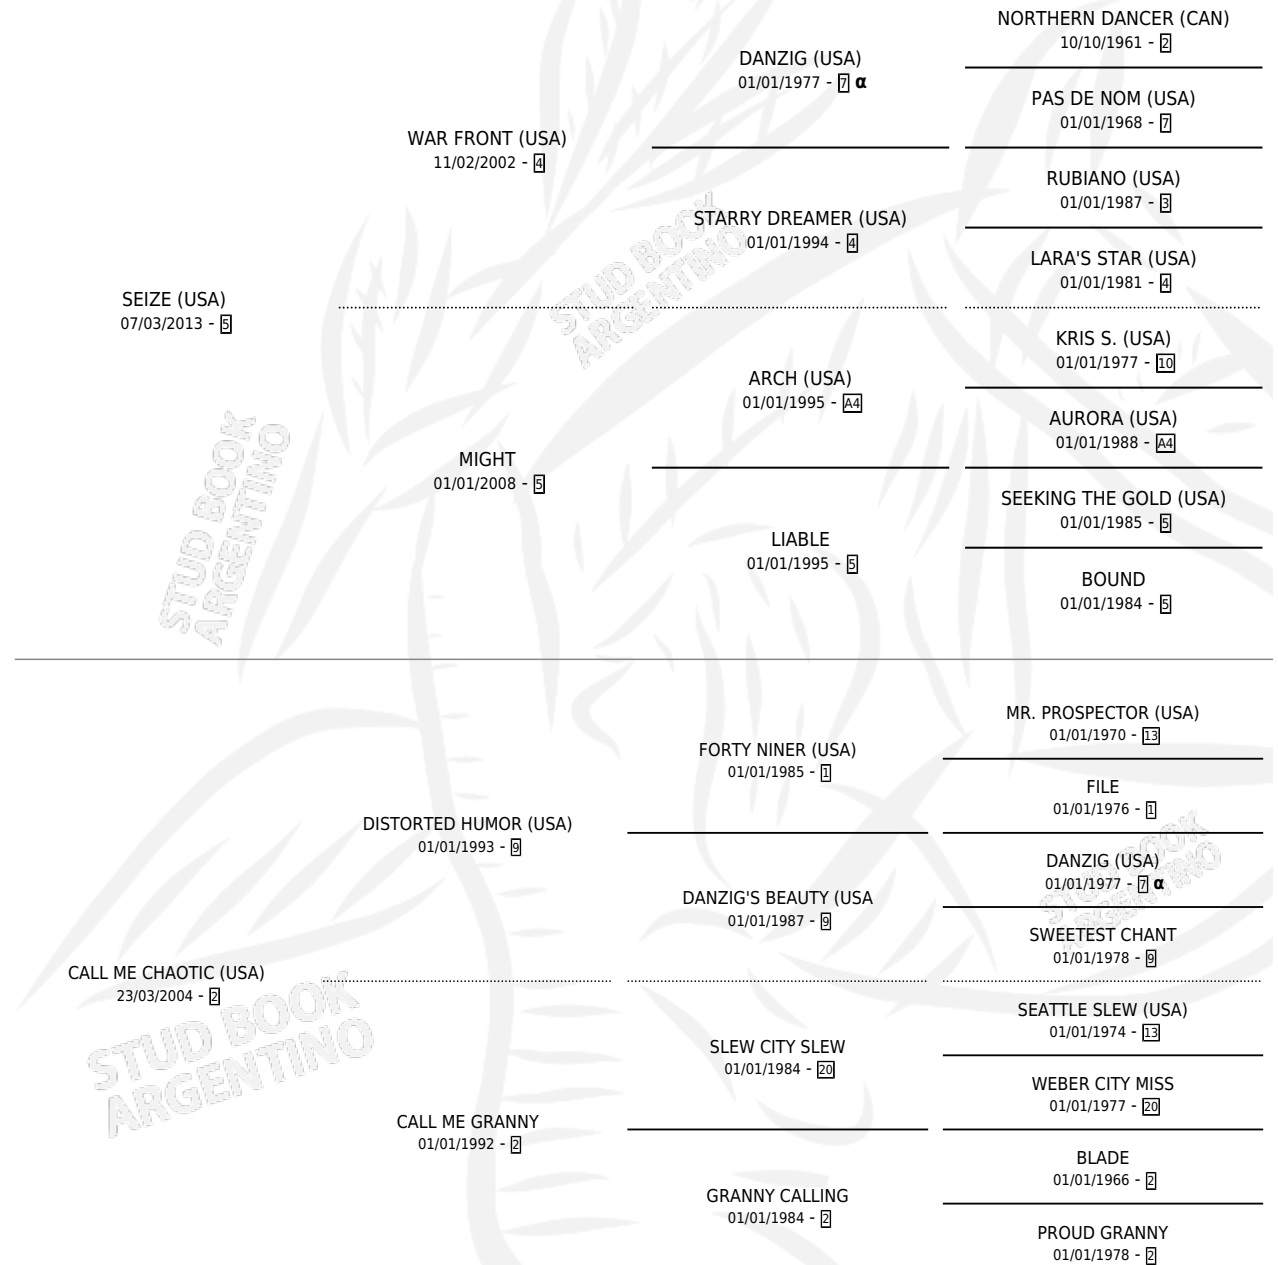 NORTHERN DANCER (CAN)
10/10/1961 - 2
DANZIG (USA)
01/01/1977 - 7 α
PAS DE NOM (USA)
01/01/1968 - 7
WAR FRONT (USA)
11/02/2002 - 4
RUBIANO (USA)
01/01/1987 - 3
STARRY DREAMER (USA)
01/01/1994 - 4
LARA'S STAR (USA)
01/01/1981 - 4
SEIZE (USA)
07/03/2013 - 5
KRIS S. (USA)
01/01/1977 - 10
ARCH (USA)
01/01/1995 - A4
AURORA (USA)
01/01/1988 - A4
MIGHT
01/01/2008 - 5
SEEKING THE GOLD (USA)
01/01/1985 - 5
LIABLE
01/01/1995 - 5
BOUND
01/01/1984 - 5
MR. PROSPECTOR (USA)
01/01/1970 - 13
FORTY NINER (USA)
01/01/1985 - 1
FILE
01/01/1976 - 1
DISTORTED HUMOR (USA)
01/01/1993 - 9
DANZIG (USA)
01/01/1977 - 7 α
DANZIG'S BEAUTY (USA
01/01/1987 - 9
SWEETEST CHANT
01/01/1978 - 9
CALL ME CHAOTIC (USA)
23/03/2004 - 2
SEATTLE SLEW (USA)
01/01/1974 - 13
SLEW CITY SLEW
01/01/1984 - 20
WEBER CITY MISS
01/01/1977 - 20
CALL ME GRANNY
01/01/1992 - 2
BLADE
01/01/1966 - 2
GRANNY CALLING
01/01/1984 - 2
PROUD GRANNY
01/01/1978 - 2
STUD BOOK
ARGENTINO
STUD BOOK
ARGENTINO
STUD BOOK
ARGENTINO
STUD BOOK
ARGENTINO